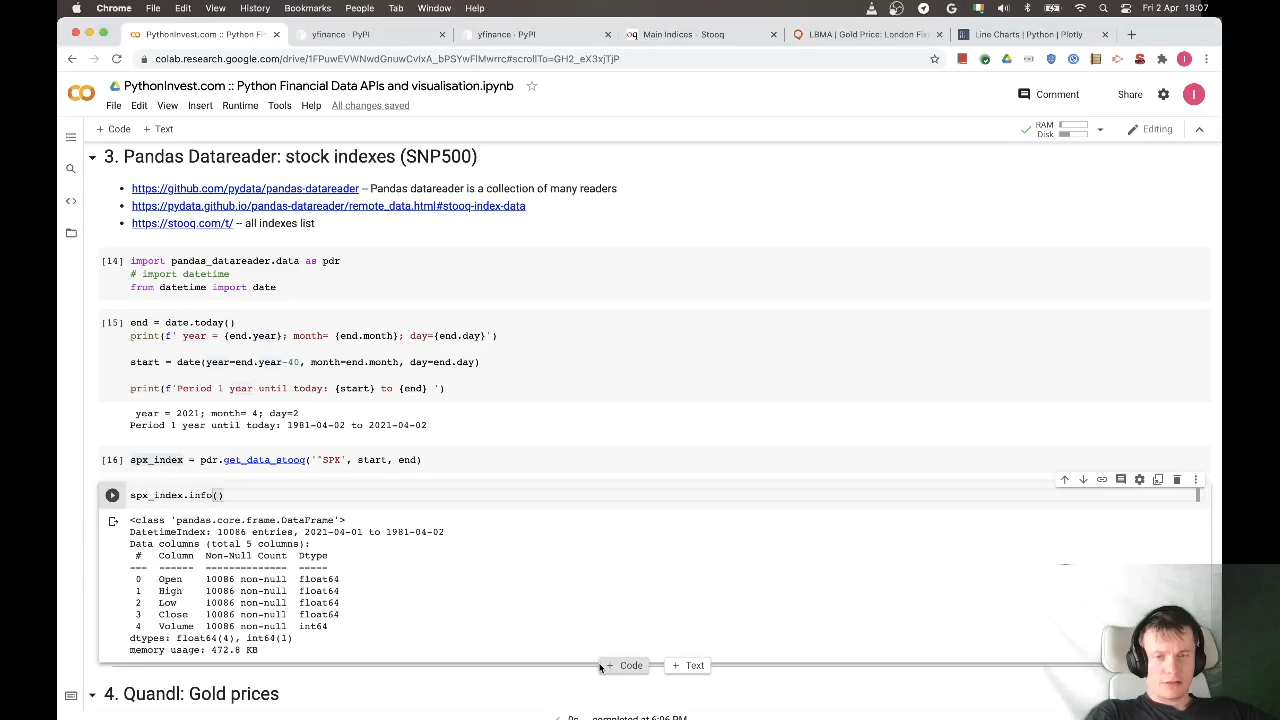 Chrome File Edit View History Bookmarks People Tab Window Help Fri 2 Apr 18:07
PythonInvest.com :: Python Fi × yfinance · PyPI × yfinance · PyPI × Main Indices - Stooq × LBMA | Gold Price: London Fix × Line Charts | Python | Plotly ×
colab.research.google.com/drive/1FPuwEVWNwdGnuwCvIxA_bPSYwFlMwrrc#scrollTo=GH2_eX3xjTjP
PythonInvest.com :: Python Financial Data APIs and visualisation.ipynb
Comment Share I
File Edit View Insert Runtime Tools Help All changes saved
+ Code + Text RAM Disk Editing
3. Pandas Datareader: stock indexes (SNP500)
• https://github.com/pydata/pandas-datareader -- Pandas datareader is a collection of many readers
• https://pydata.github.io/pandas-datareader/remote_data.html#stooq-index-data
• https://stooq.com/t/ -- all indexes list
[14] import pandas_datareader.data as pdr
# import datetime
from datetime import date
[15] end = date.today()
print(f' year = {end.year}; month= {end.month}; day={end.day}')
start = date(year=end.year-40, month=end.month, day=end.day)
print(f'Period 1 year until today: {start} to {end} ')
year = 2021; month= 4; day=2
Period 1 year until today: 1981-04-02 to 2021-04-02
[16] spx_index = pdr.get_data_stooq('^SPX', start, end)
spx_index.info()
<class 'pandas.core.frame.DataFrame'>
DatetimeIndex: 10086 entries, 2021-04-01 to 1981-04-02
Data columns (total 5 columns):
# Column Non-Null Count Dtype
--- ------ -------------- -----
0 Open 10086 non-null float64
1 High 10086 non-null float64
2 Low 10086 non-null float64
3 Close 10086 non-null float64
4 Volume 10086 non-null int64
dtypes: float64(4), int64(1)
memory usage: 472.8 KB
+ Code + Text
4. Quandl: Gold prices
0s completed at 6:06 PM